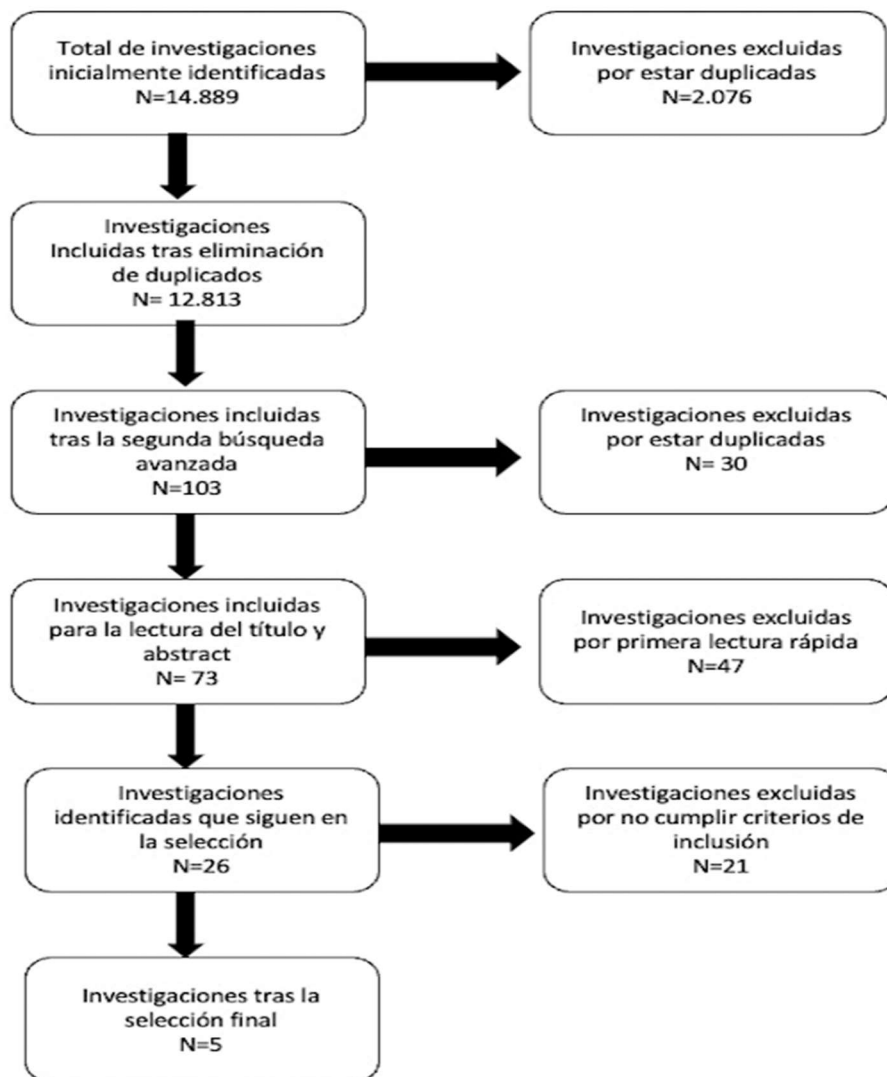 Total de investigaciones
inicialmente identificadas
N=14.889
Investigaciones excluidas
por estar duplicadas
N=2.076
Investigaciones
Incluidas tras eliminación
de duplicados
N= 12.813
Investigaciones incluidas
tras la segunda búsqueda
avanzada
N=103
Investigaciones excluidas
por estar duplicadas
N= 30
Investigaciones incluidas
para la lectura del título y
abstract
N= 73
Investigaciones excluidas
por primera lectura rápida
N=47
Investigaciones
identificadas que siguen en
la selección
N=26
Investigaciones excluidas
por no cumplir criterios de
inclusión
N=21
Investigaciones tras la
selección final
N=5